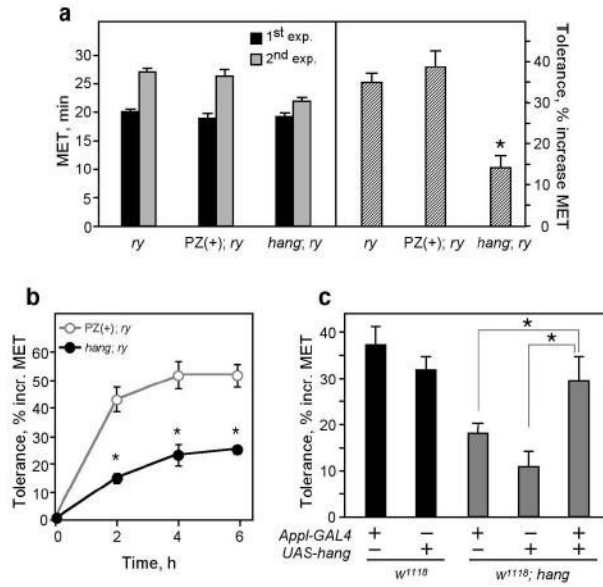 a
1st exp.
2nd exp.
MET, min
30
25
20
15
10
5
0
ry
PZ(+); ry
hang; ry
*
ry
PZ(+); ry
hang; ry
40
30
20
10
0
Tolerance, % increase MET
b
PZ(+); ry
hang; ry
Tolerance, % incr. MET
60
50
40
30
20
10
0
* * *
0 2 4 6
Time, h
c
Tolerance, % incr. MET
40
30
20
10
0
*
*
Appl-GAL4 + − + − +
UAS-hang − + − + +
w1118 w1118; hang